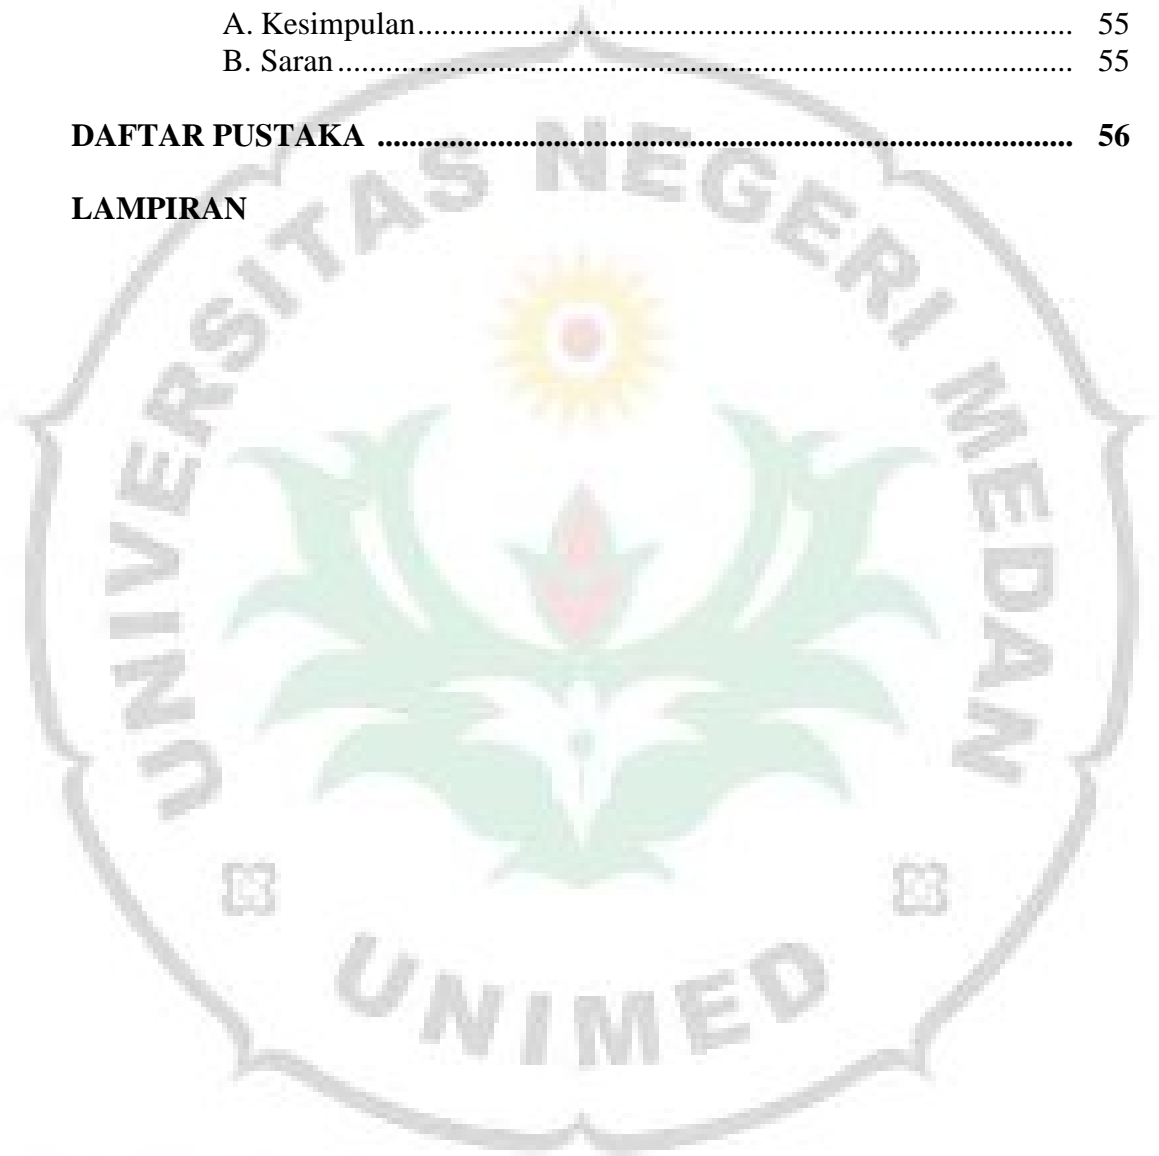 A. Kesimpulan.................................................................................. 55
B. Saran............................................................................................ 55
DAFTAR PUSTAKA .................................................................................... 56
LAMPIRAN
UNIVERSITAS NEGERI MEDAN
UNIMED